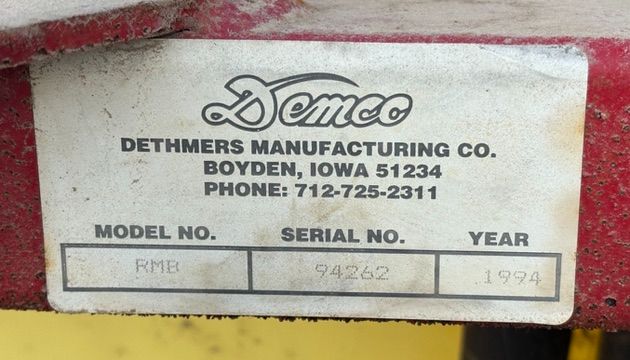 Demco
DETHMERS MANUFACTURING CO.
BOYDEN, IOWA 51234
PHONE: 712-725-2311
MODEL NO. SERIAL NO. YEAR
RMB 94262 1994